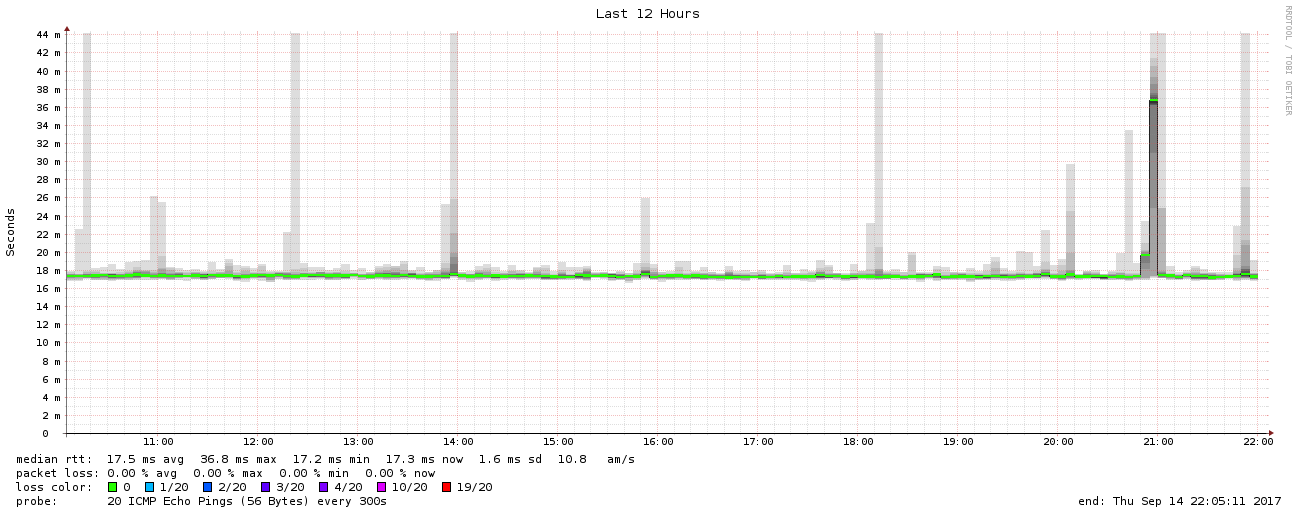 Last 12 Hours
RRDTOOL / TOBI OETIKER
Seconds
44 m
42 m
40 m
38 m
36 m
34 m
32 m
30 m
28 m
26 m
24 m
22 m
20 m
18 m
16 m
14 m
12 m
10 m
8 m
6 m
4 m
2 m
0
11:00 12:00 13:00 14:00 15:00 16:00 17:00 18:00 19:00 20:00 21:00 22:00
median rtt: 17.5 ms avg 36.8 ms max 17.2 ms min 17.3 ms now 1.6 ms sd 10.8 am/s
packet loss: 0.00 % avg 0.00 % max 0.00 % min 0.00 % now
loss color: 0 1/20 2/20 3/20 4/20 10/20 19/20
probe: 20 ICMP Echo Pings (56 Bytes) every 300s end: Thu Sep 14 22:05:11 2017